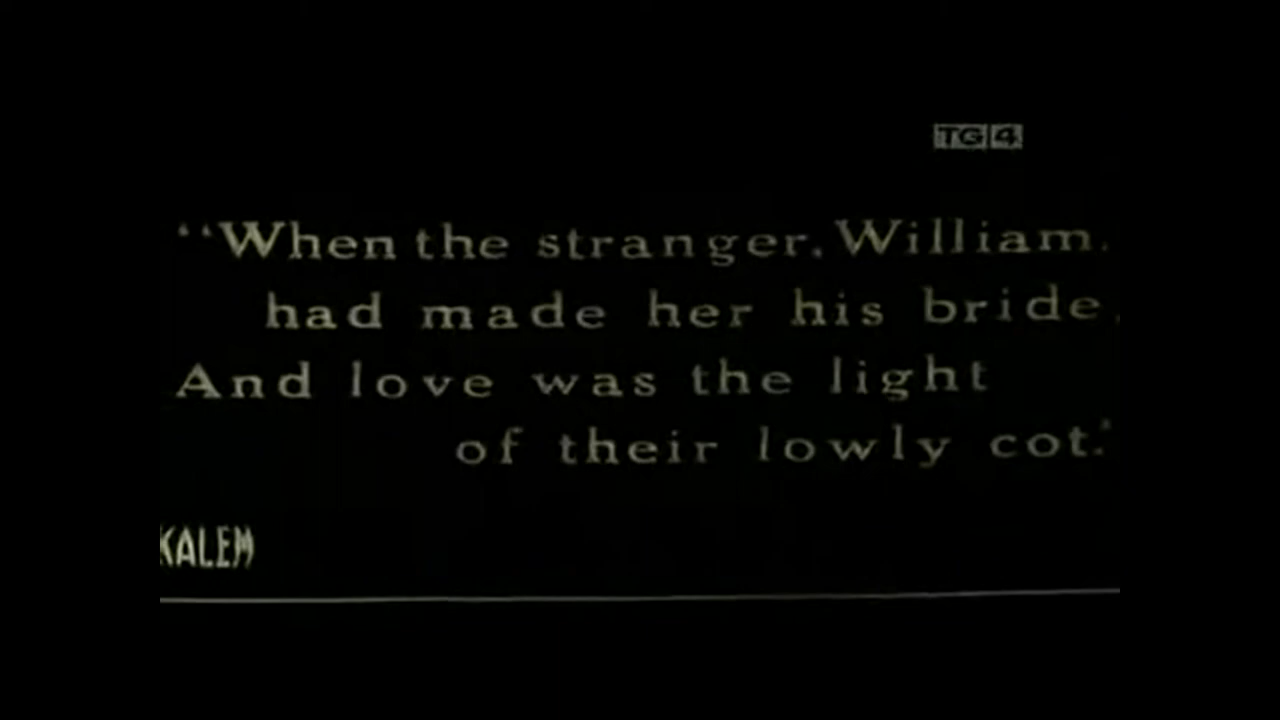 TG4
“When the stranger, William,
had made her his bride,
And love was the light
of their lowly cot.”
KALEM